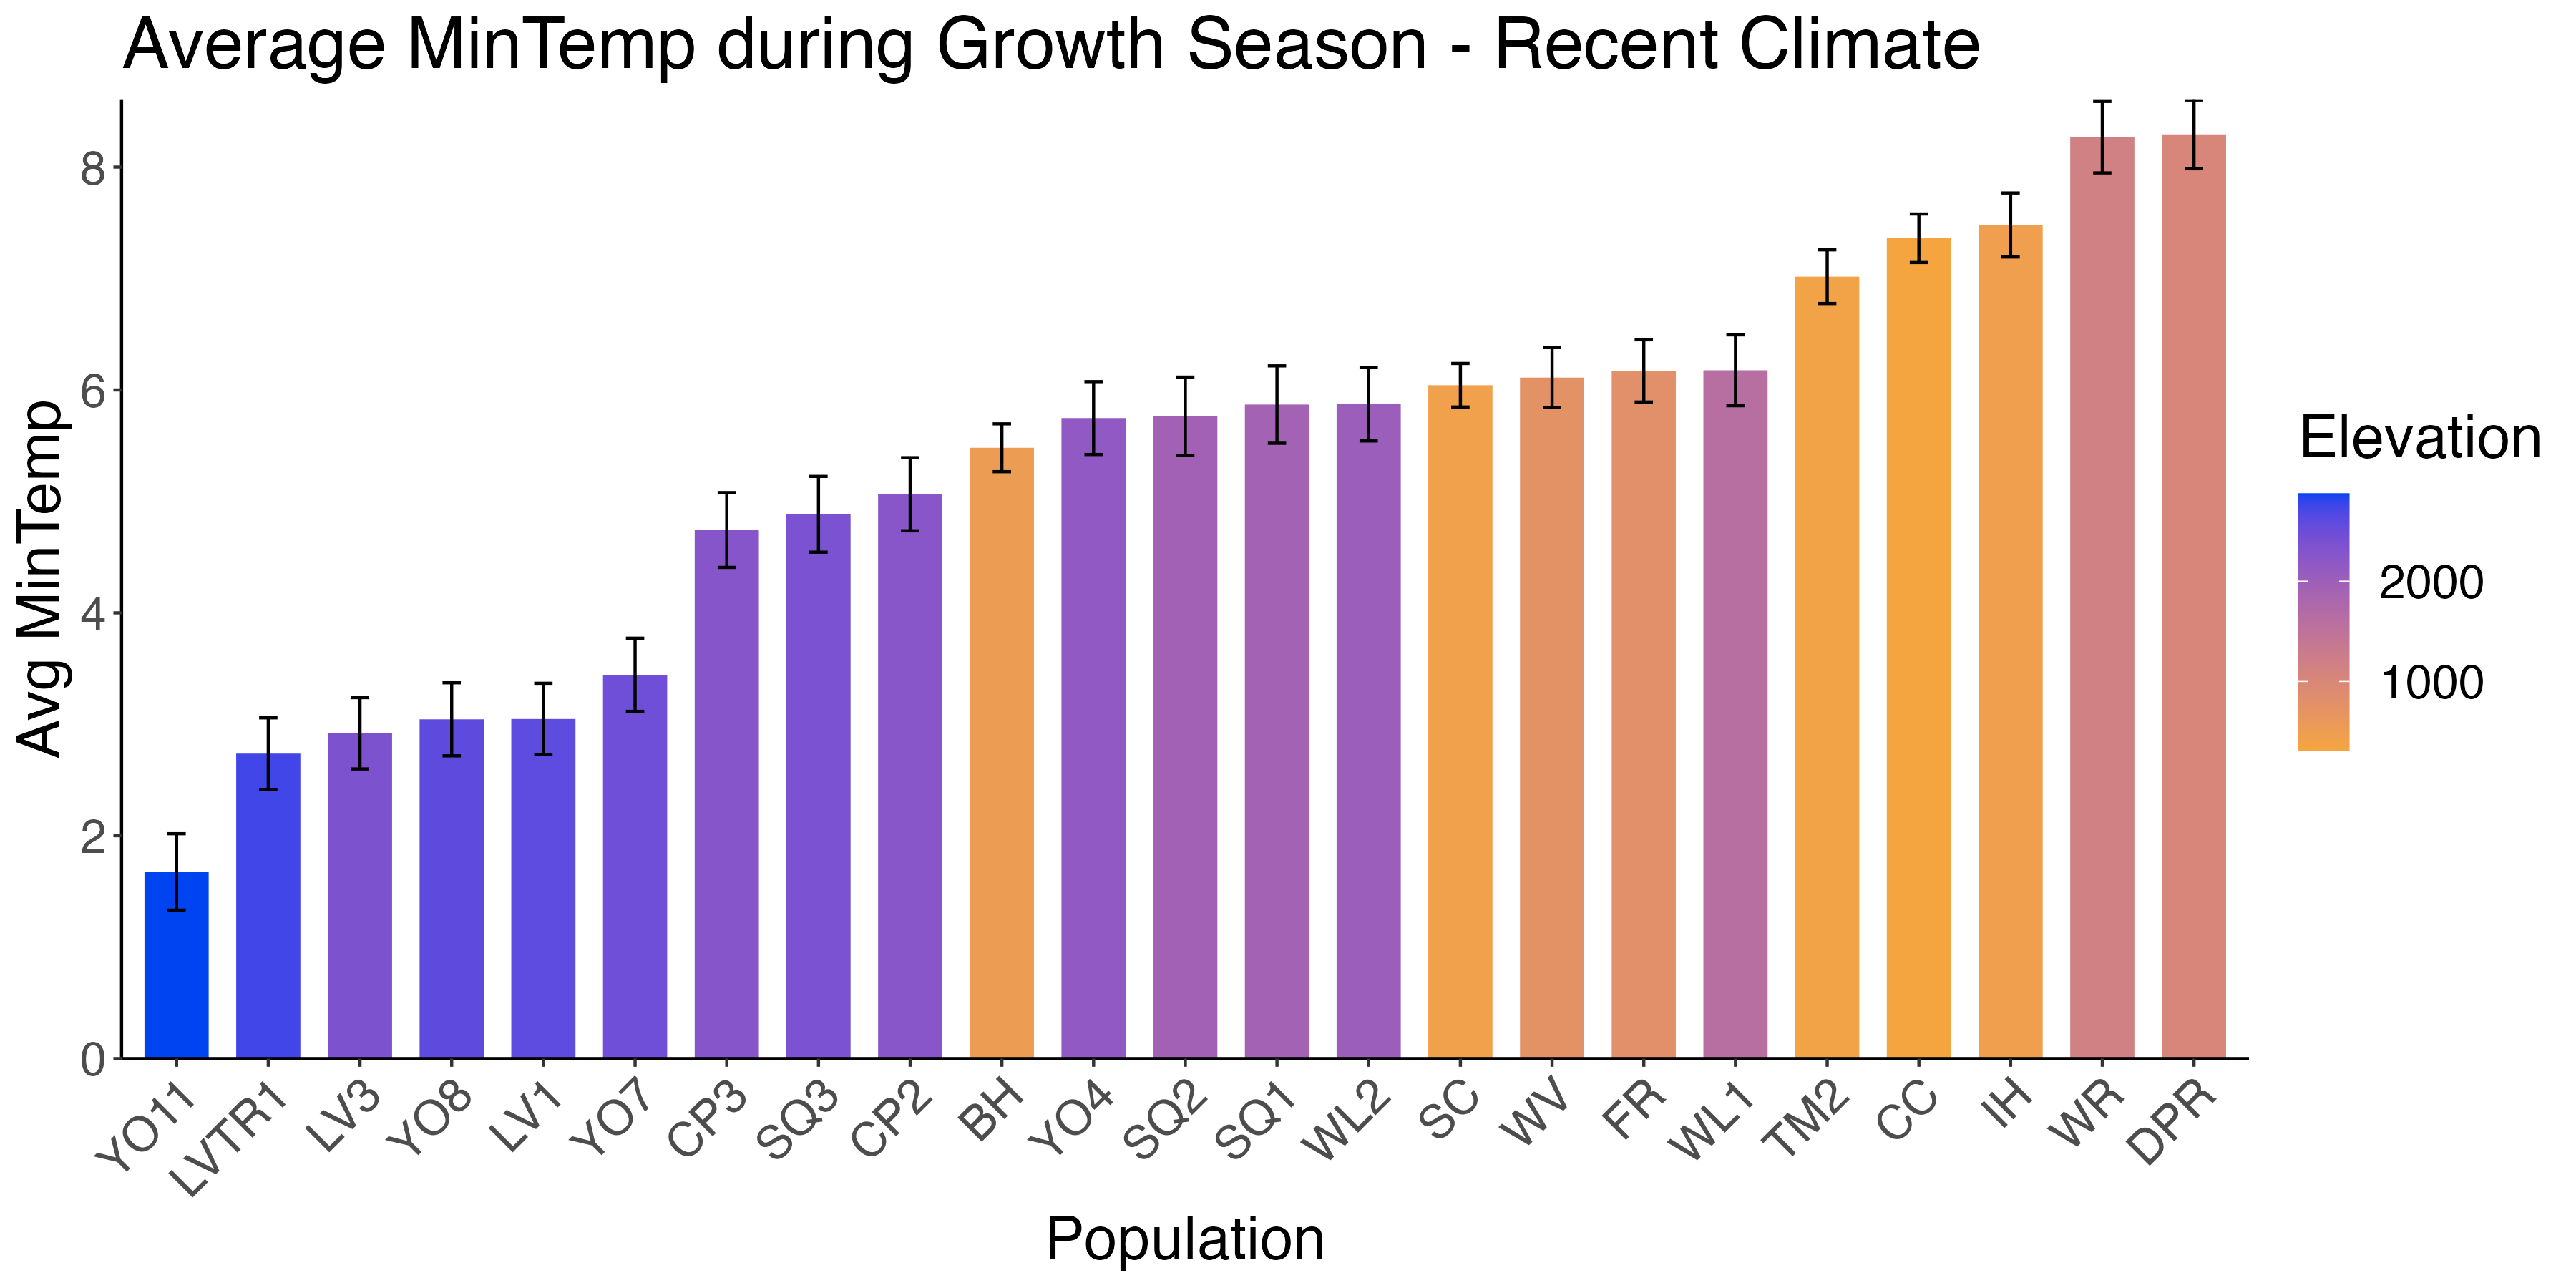 Average MinTemp during Growth Season - Recent Climate
Avg MinTemp
8
6
4
2
0
YO11
LVTR1
LV3
YO8
LV1
YO7
CP3
SQ3
CP2
BH
YO4
SQ2
SQ1
WL2
SC
WV
FR
WL1
TM2
CC
IH
WR
DPR
Population
Elevation
2000
1000